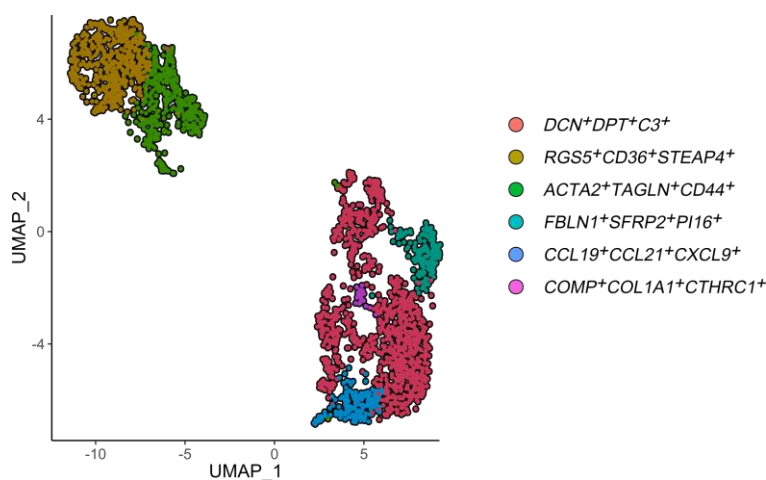 4
0
-4
UMAP_2
-10 -5 0 5
UMAP_1
DCN+DPT+C3+
RGS5+CD36+STEAP4+
ACTA2+TAGLN+CD44+
FBLN1+SFRP2+PI16+
CCL19+CCL21+CXCL9+
COMP+COL1A1+CTHRC1+